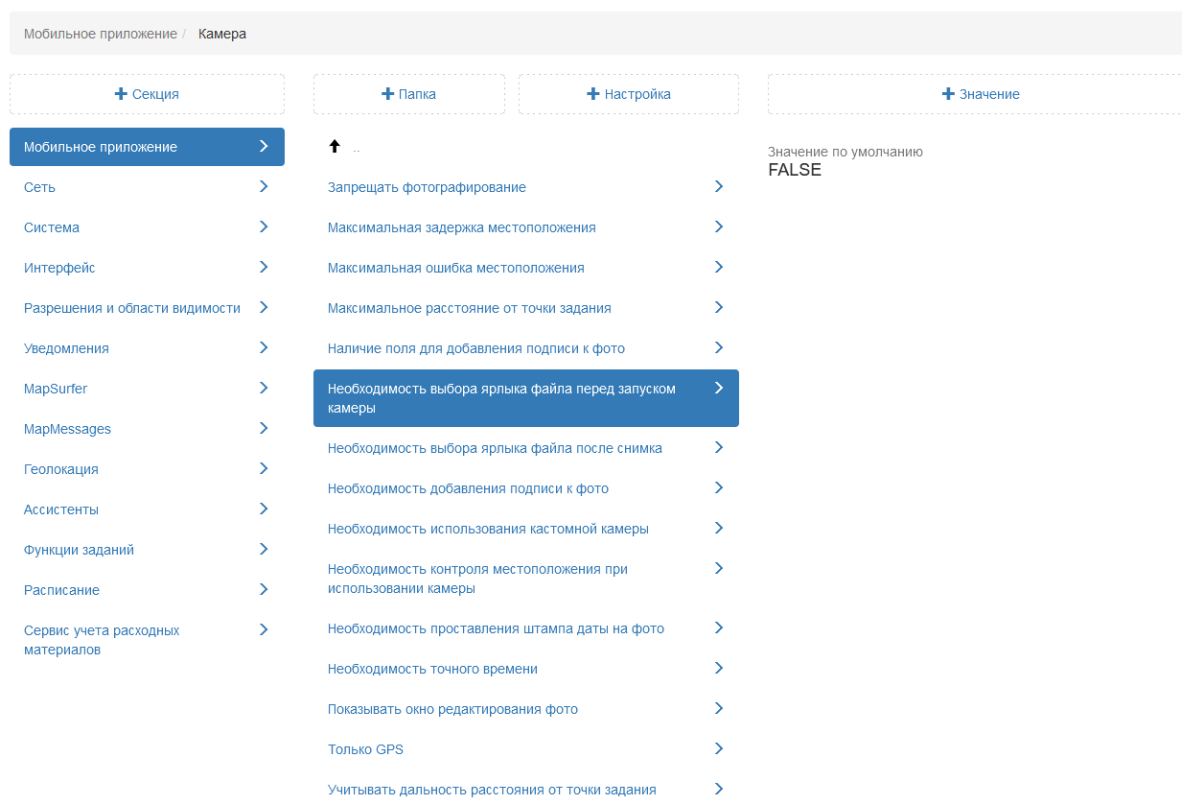 Мобильное приложение / Камера
+ Секция
+ Папка
+ Настройка
+ Значение
Мобильное приложение
Сеть
Система
Интерфейс
Разрешения и области видимости
Уведомления
MapSurfer
MapMessages
Геолокация
Ассистенты
Функции заданий
Расписание
Сервис учета расходных
материалов
..
Запрещать фотографирование
Максимальная задержка местоположения
Максимальная ошибка местоположения
Максимальное расстояние от точки задания
Наличие поля для добавления подписи к фото
Необходимость выбора ярлыка файла перед запуском
камеры
Необходимость выбора ярлыка файла после снимка
Необходимость добавления подписи к фото
Необходимость использования кастомной камеры
Необходимость контроля местоположения при
использовании камеры
Необходимость проставления штампа даты на фото
Необходимость точного времени
Показывать окно редактирования фото
Только GPS
Учитывать дальность расстояния от точки задания
Значение по умолчанию
FALSE